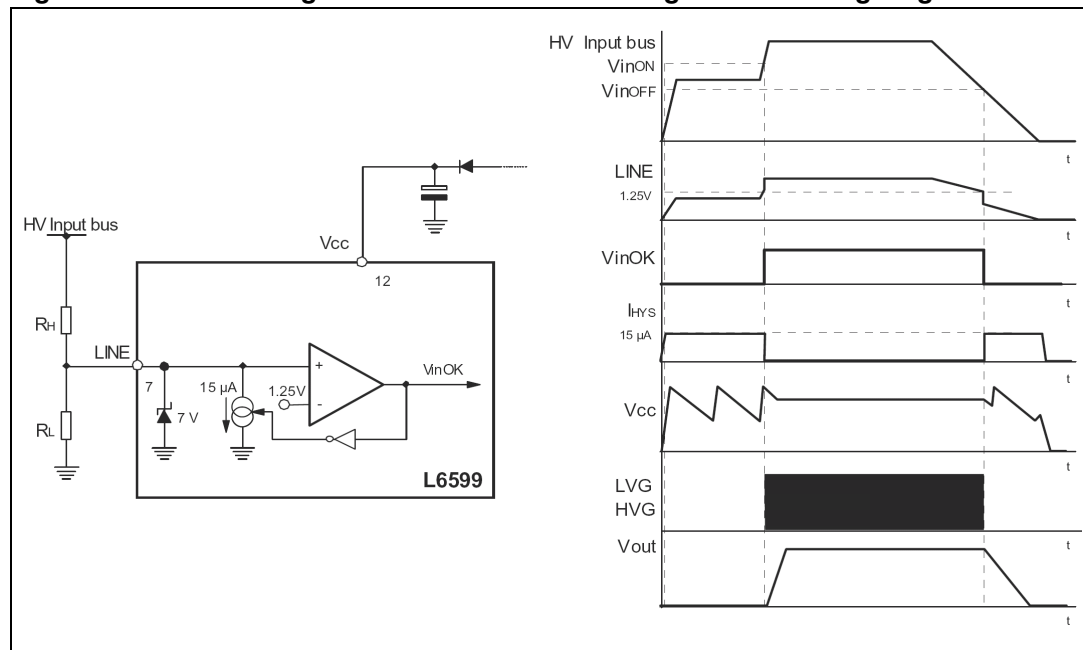 HV Input bus
Vcc
12
RH
LINE
7
15 µA
1.25V
+
-
VinOK
7 V
RL
L6599
HV Input bus
VinON
VinOFF
t
LINE
1.25V
t
VinOK
t
IHYS
15 µA
t
Vcc
t
LVG
HVG
t
Vout
t